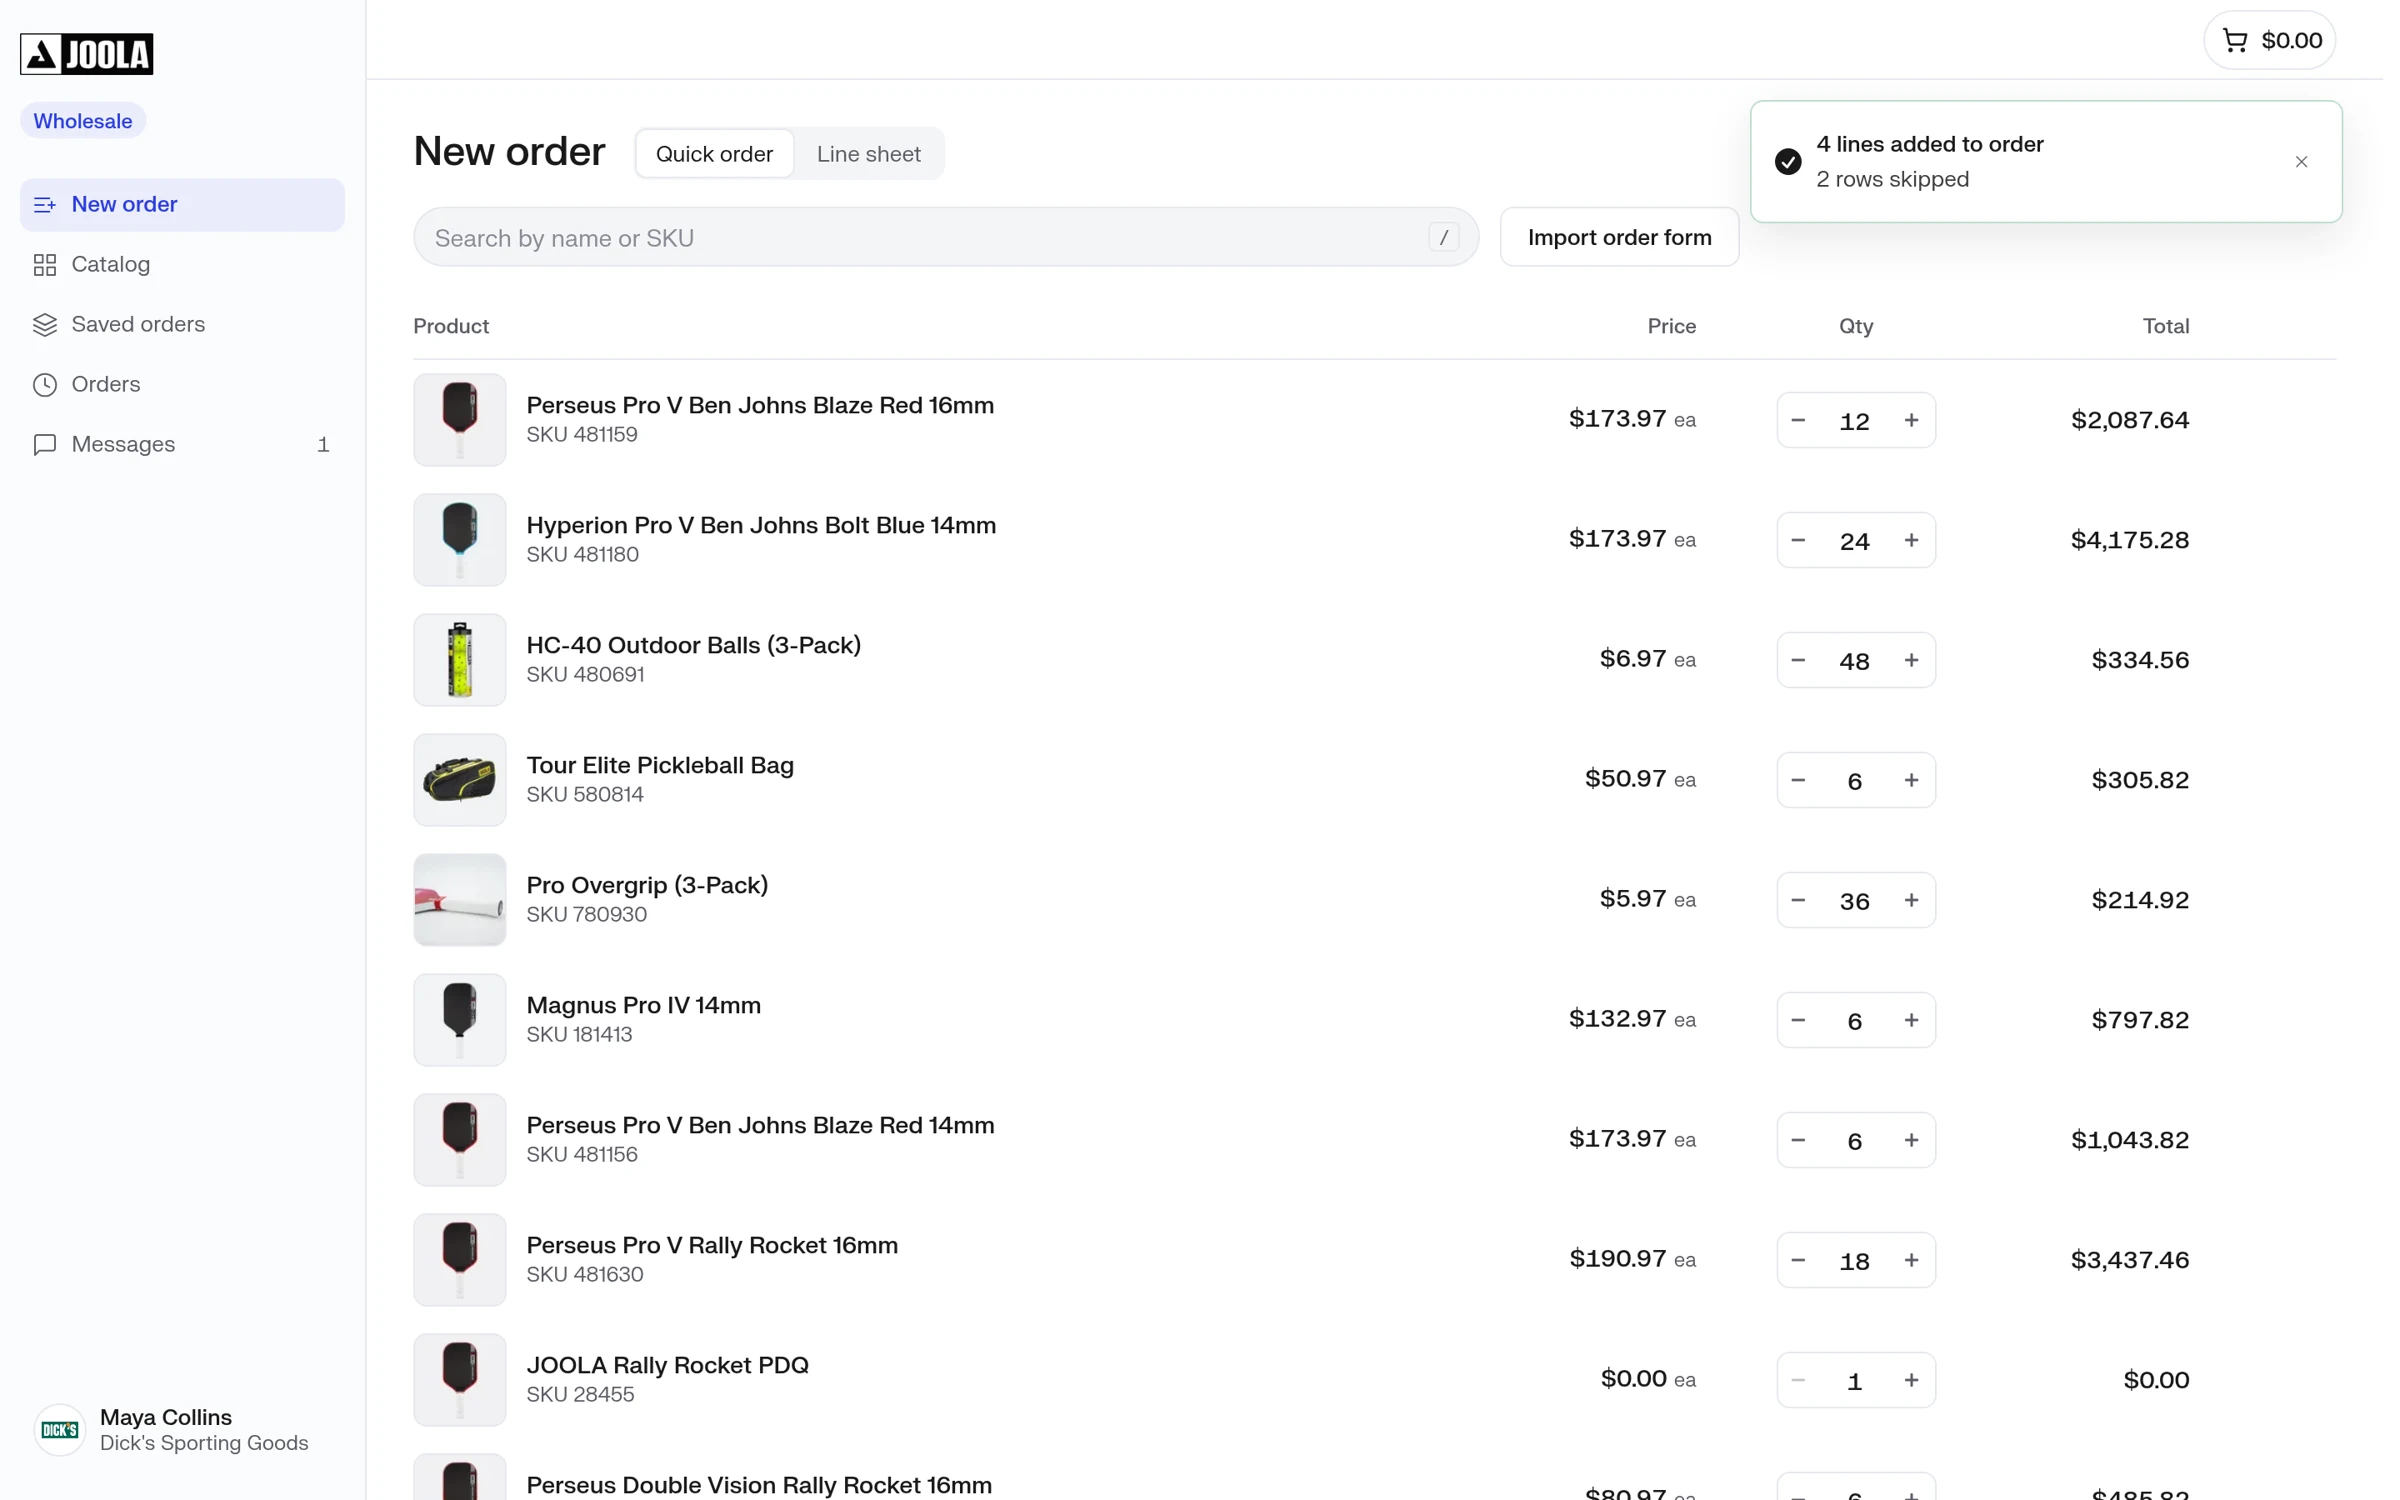 JOOLA
$0.00
Wholesale
New order
Catalog
Saved orders
Orders
Messages 1
New order
Quick order
Line sheet
4 lines added to order
2 rows skipped
Search by name or SKU /
Import order form
Product Price Qty Total
Perseus Pro V Ben Johns Blaze Red 16mm
SKU 481159
$173.97 ea − 12 + $2,087.64
Hyperion Pro V Ben Johns Bolt Blue 14mm
SKU 481180
$173.97 ea − 24 + $4,175.28
HC-40 Outdoor Balls (3-Pack)
SKU 480691
$6.97 ea − 48 + $334.56
Tour Elite Pickleball Bag
SKU 580814
$50.97 ea − 6 + $305.82
Pro Overgrip (3-Pack)
SKU 780930
$5.97 ea − 36 + $214.92
Magnus Pro IV 14mm
SKU 181413
$132.97 ea − 6 + $797.82
Perseus Pro V Ben Johns Blaze Red 14mm
SKU 481156
$173.97 ea − 6 + $1,043.82
Perseus Pro V Rally Rocket 16mm
SKU 481630
$190.97 ea − 18 + $3,437.46
JOOLA Rally Rocket PDQ
SKU 28455
$0.00 ea − 1 + $0.00
Perseus Double Vision Rally Rocket 16mm
$80.97 ea − 6 + $485.82
DICK'S
Maya Collins
Dick's Sporting Goods